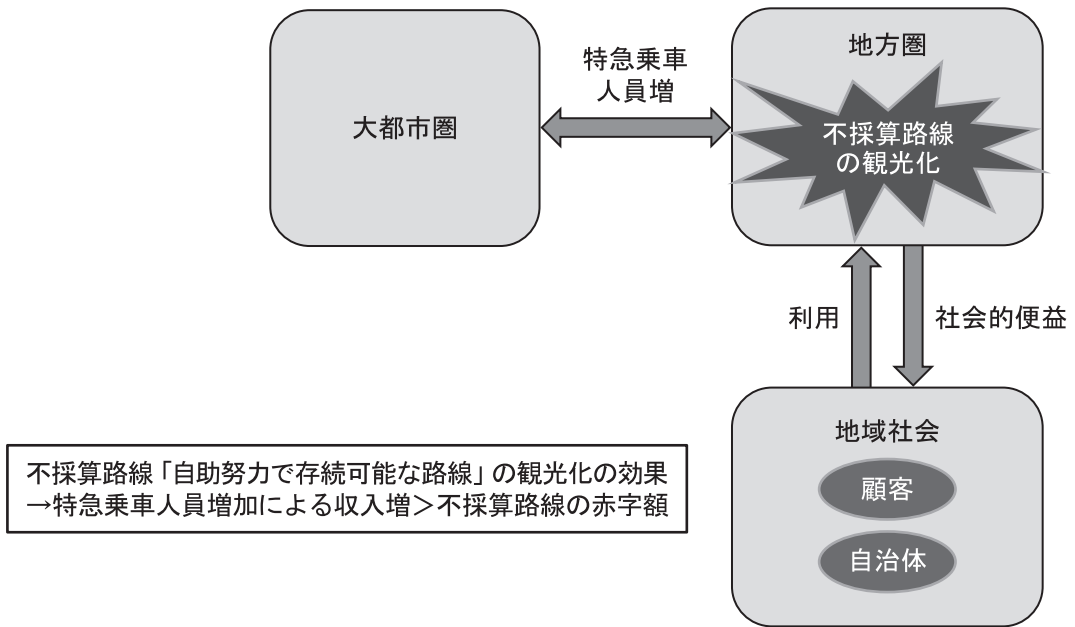 大都市圏
特急乗車
人員増
地方圏
不採算路線
の観光化
利用
社会的便益
地域社会
顧客
自治体
不採算路線「自助努力で存続可能な路線」の観光化の効果
→特急乗車人員増加による収入増＞不採算路線の赤字額